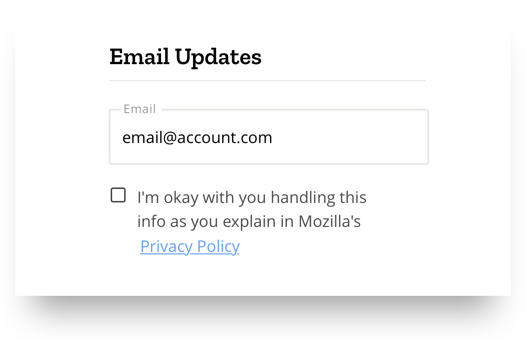 Email Updates
Email
email@account.com
I'm okay with you handling this
info as you explain in Mozilla's
Privacy Policy